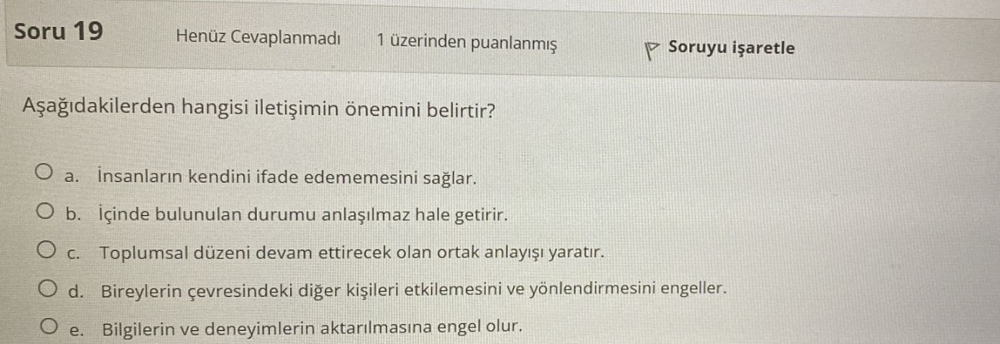 Soru 19 Henüz Cevaplanmadı 1 üzerinden puanlanmış Soruyu işaretle
Aşağıdakilerden hangisi iletişimin önemini belirtir?
a. İnsanların kendini ifade edememesini sağlar.
b. İçinde bulunulan durumu anlaşılmaz hale getirir.
c. Toplumsal düzeni devam ettirecek olan ortak anlayışı yaratır.
d. Bireylerin çevresindeki diğer kişileri etkilemesini ve yönlendirmesini engeller.
e. Bilgilerin ve deneyimlerin aktarılmasına engel olur.